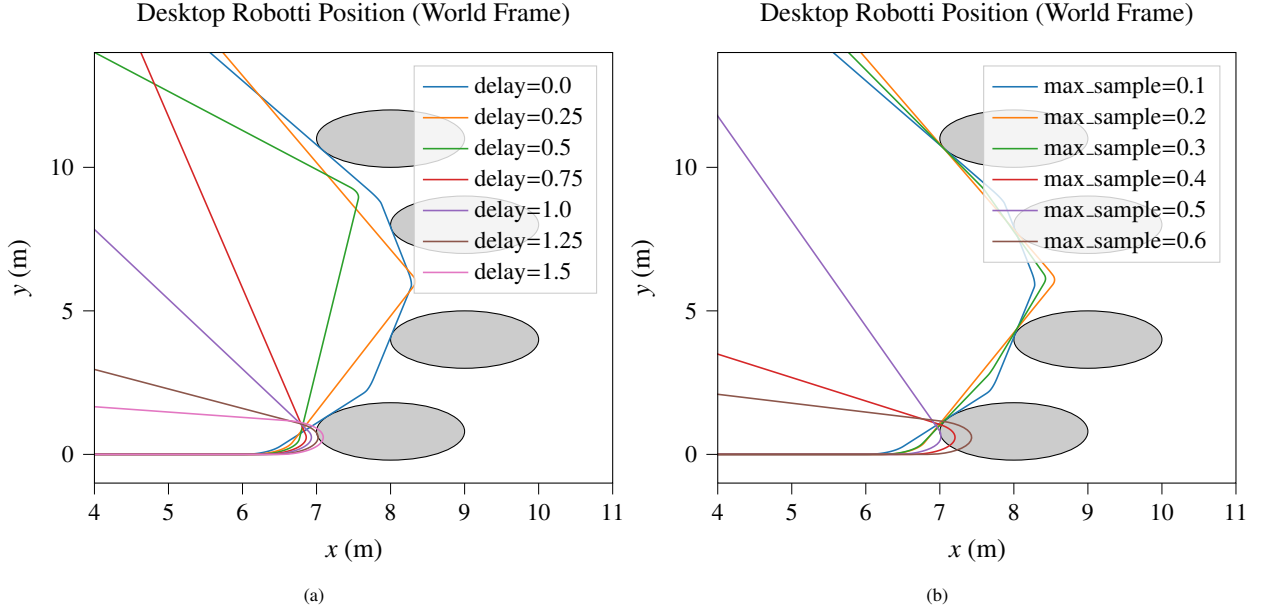 Desktop Robotti Position (World Frame)
delay=0.0
delay=0.25
delay=0.5
delay=0.75
delay=1.0
delay=1.25
delay=1.5
10
5
0
y (m)
4 5 6 7 8 9 10 11
x (m)
(a)
Desktop Robotti Position (World Frame)
max_sample=0.1
max_sample=0.2
max_sample=0.3
max_sample=0.4
max_sample=0.5
max_sample=0.6
10
5
0
y (m)
4 5 6 7 8 9 10 11
x (m)
(b)